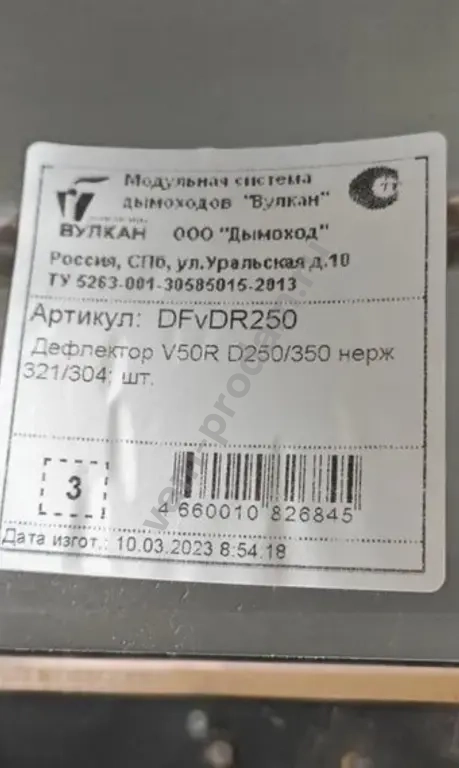 Модульная система
дымоходов "Вулкан"
ВУЛКАН ООО "Дымоход"
Россия, СПб, ул.Уральская д.10
ТУ 5263-001-30585015-2013
Артикул: DFvDR250
Дефлектор V50R D250/350 нерж
321/304; шт.
3
4 660010 826845
Дата изгот.: 10.03.2023 8:54:18